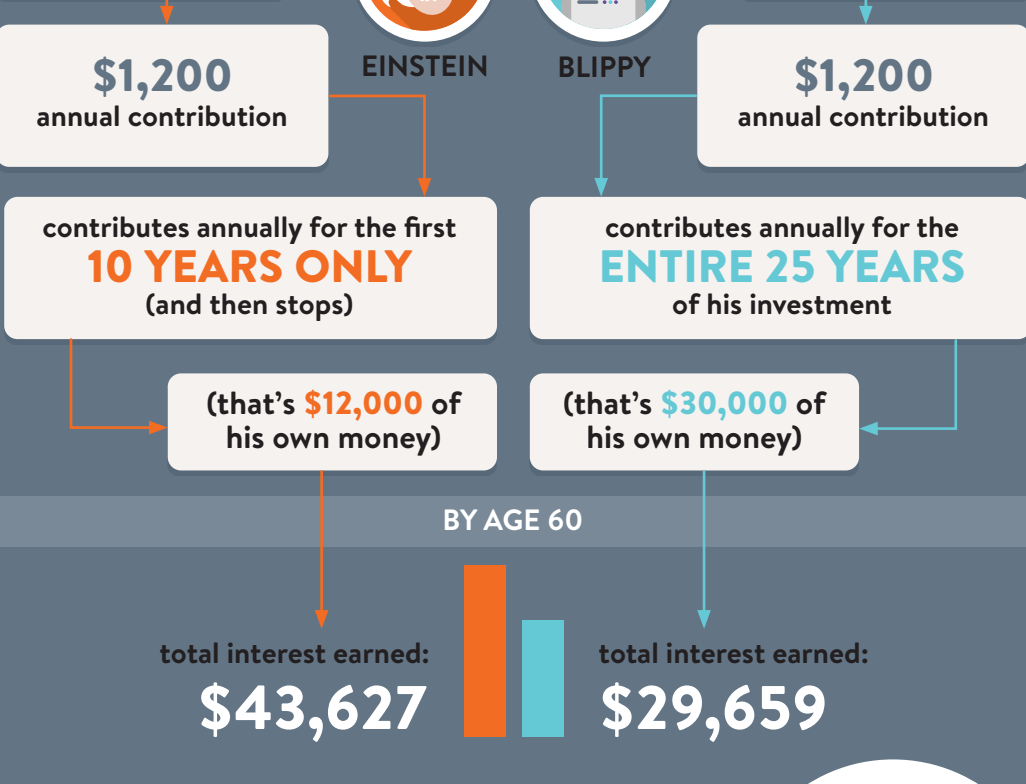 EINSTEIN
BLIPPY
$1,200
annual contribution
$1,200
annual contribution
contributes annually for the first
10 YEARS ONLY
(and then stops)
contributes annually for the
ENTIRE 25 YEARS
of his investment
(that's $12,000 of
his own money)
(that's $30,000 of
his own money)
BY AGE 60
total interest earned:
$43,627
total interest earned:
$29,659